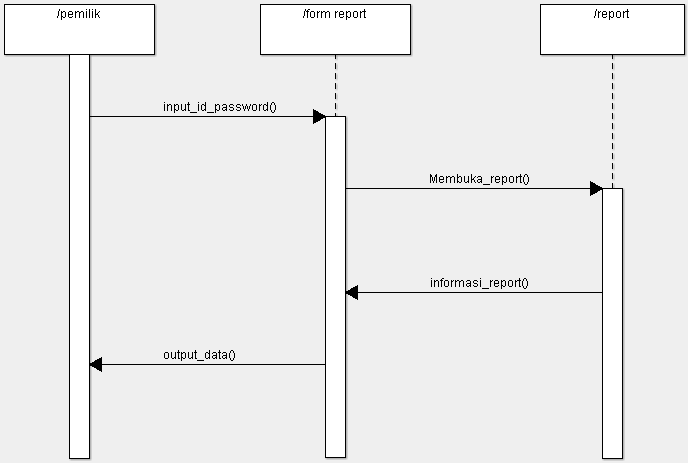 /pemilik
/form report
/report
input_id_password()
Membuka_report()
informasi_report()
output_data()